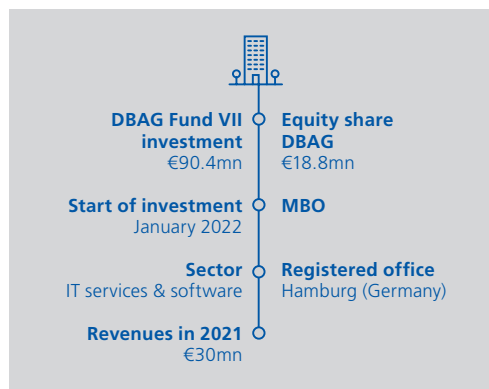 DBAG Fund VII
investment
€90.4mn
Equity share
DBAG
€18.8mn
Start of investment
January 2022
MBO
Sector
IT services & software
Registered office
Hamburg (Germany)
Revenues in 2021
€30mn